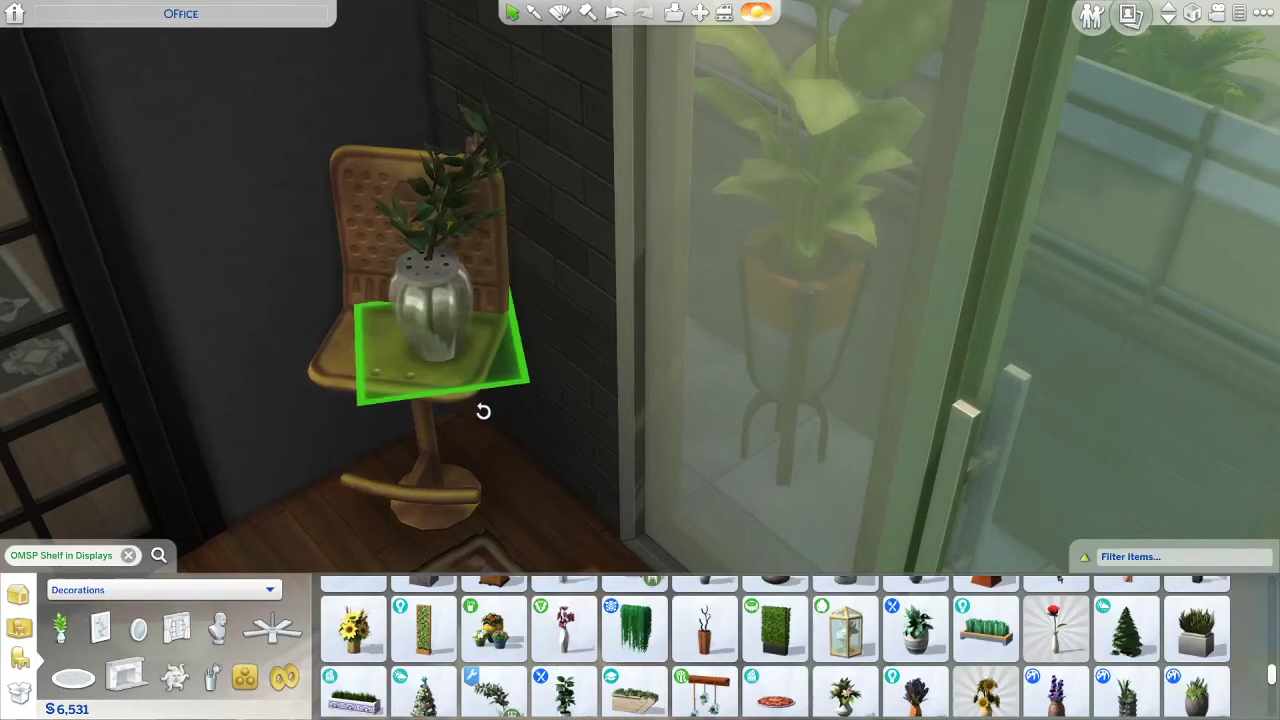 OFFICE
OMSP Shelf in Displays
Filter Items...
Decorations
§6,531